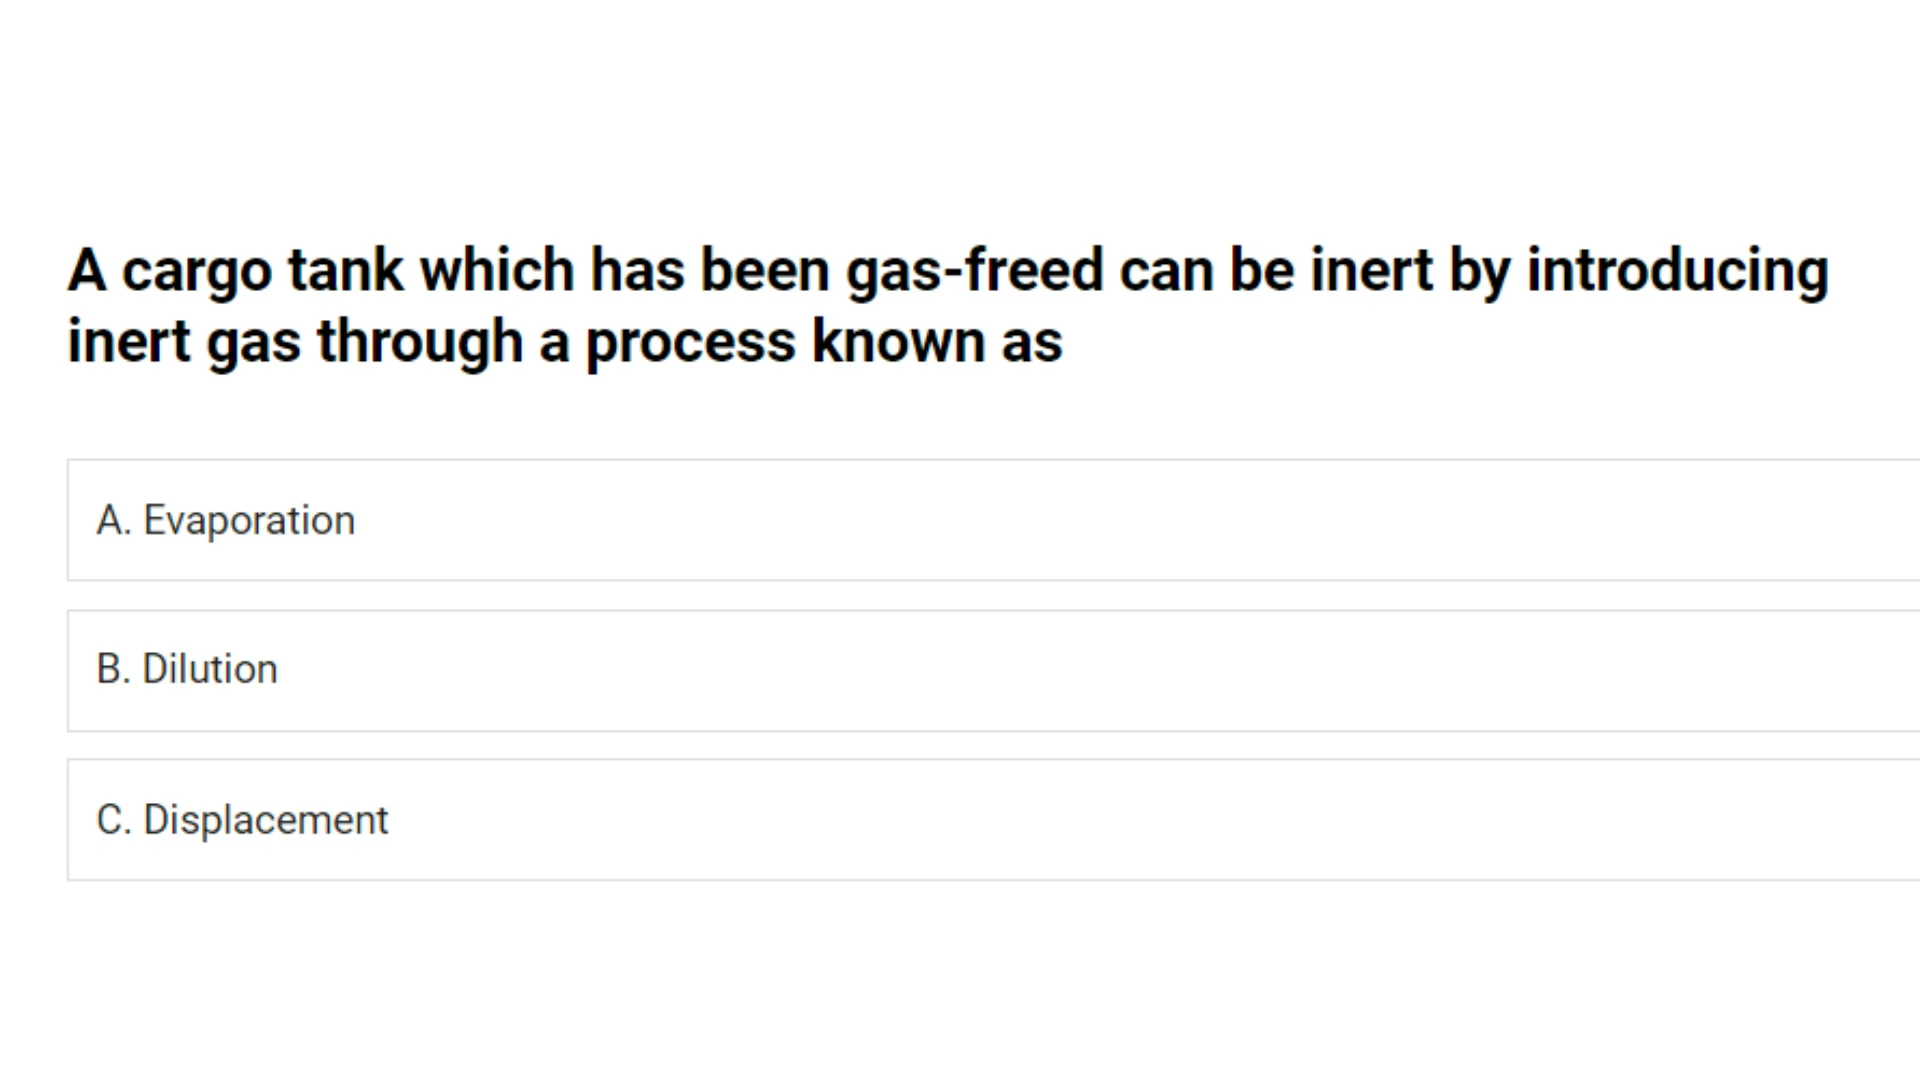 A cargo tank which has been gas-freed can be inert by introducing
inert gas through a process known as
A. Evaporation
B. Dilution
C. Displacement